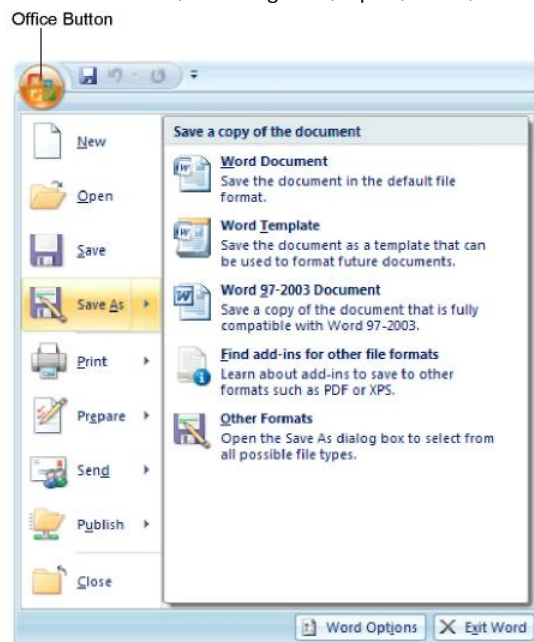 Office Button
New
Open
Save
Save As
Print
Prepare
Send
Publish
Close
Save a copy of the document
Word Document
Save the document in the default file
format.
Word Template
Save the document as a template that can
be used to format future documents.
Word 97-2003 Document
Save a copy of the document that is fully
compatible with Word 97-2003.
Find add-ins for other file formats
Learn about add-ins to save to other
formats such as PDF or XPS.
Other Formats
Open the Save As dialog box to select from
all possible file types.
Word Options
Exit Word